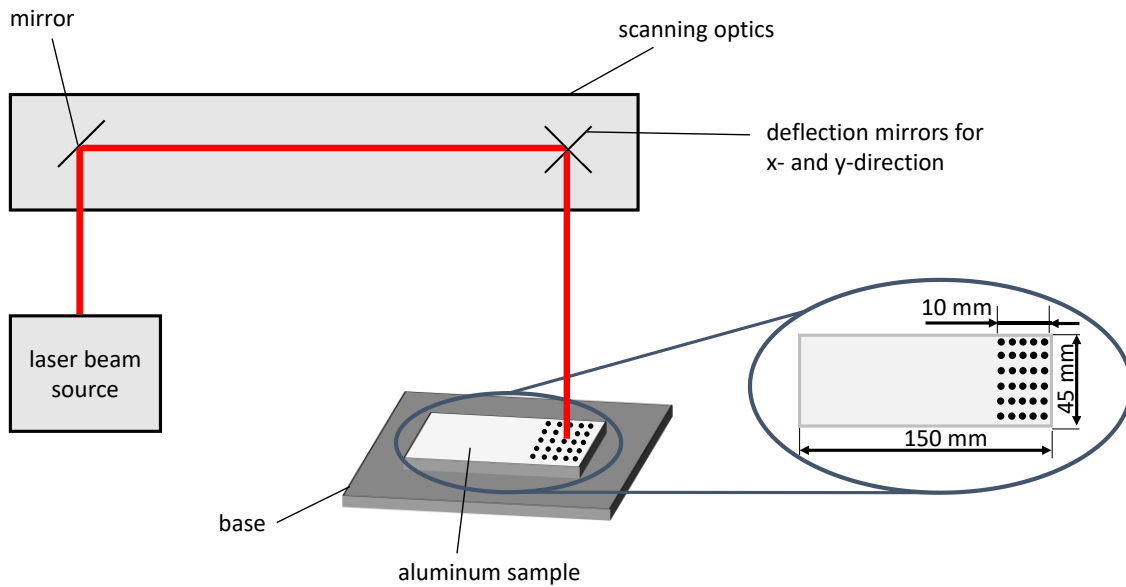 mirror
scanning optics
deflection mirrors for
x- and y-direction
laser beam
source
10 mm
45 mm
150 mm
base
aluminum sample